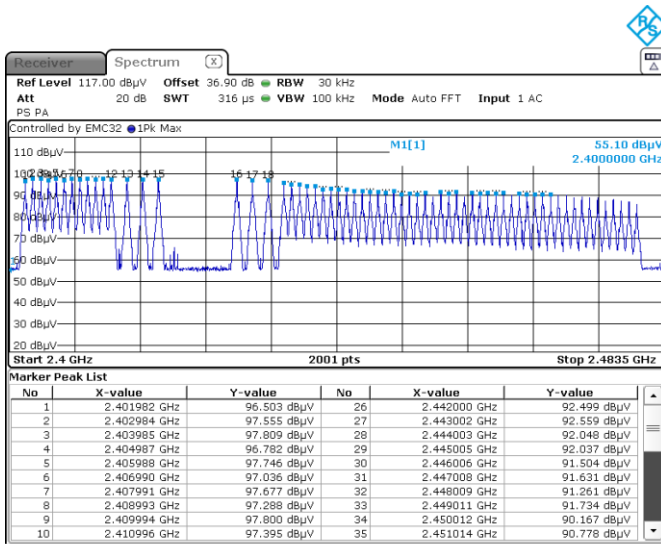 R&S
Receiver Spectrum X
Ref Level 117.00 dBµV Offset 36.90 dB RBW 30 kHz
Att 20 dB SWT 316 µs VBW 100 kHz Mode Auto FFT Input 1 AC
PS PA
Controlled by EMC32 1Pk Max
M1[1] 55.10 dBµV
2.4000000 GHz
110 dBµV
12 13 14 15 16 17 18
90 dBµV
80 dBµV
70 dBµV
60 dBµV
50 dBµV
40 dBµV
30 dBµV
20 dBµV
Start 2.4 GHz 2001 pts Stop 2.4835 GHz
Marker Peak List
No X-value Y-value No X-value Y-value
1 2.401982 GHz 96.503 dBµV 26 2.442000 GHz 92.499 dBµV
2 2.402984 GHz 97.555 dBµV 27 2.443002 GHz 92.559 dBµV
3 2.403985 GHz 97.809 dBµV 28 2.444003 GHz 92.048 dBµV
4 2.404987 GHz 96.782 dBµV 29 2.445005 GHz 92.037 dBµV
5 2.405988 GHz 97.746 dBµV 30 2.446006 GHz 91.504 dBµV
6 2.406990 GHz 97.036 dBµV 31 2.447008 GHz 91.631 dBµV
7 2.407991 GHz 97.677 dBµV 32 2.448009 GHz 91.261 dBµV
8 2.408993 GHz 97.288 dBµV 33 2.449011 GHz 91.734 dBµV
9 2.409994 GHz 97.800 dBµV 34 2.450012 GHz 90.167 dBµV
10 2.410996 GHz 97.395 dBµV 35 2.451014 GHz 90.778 dBµV